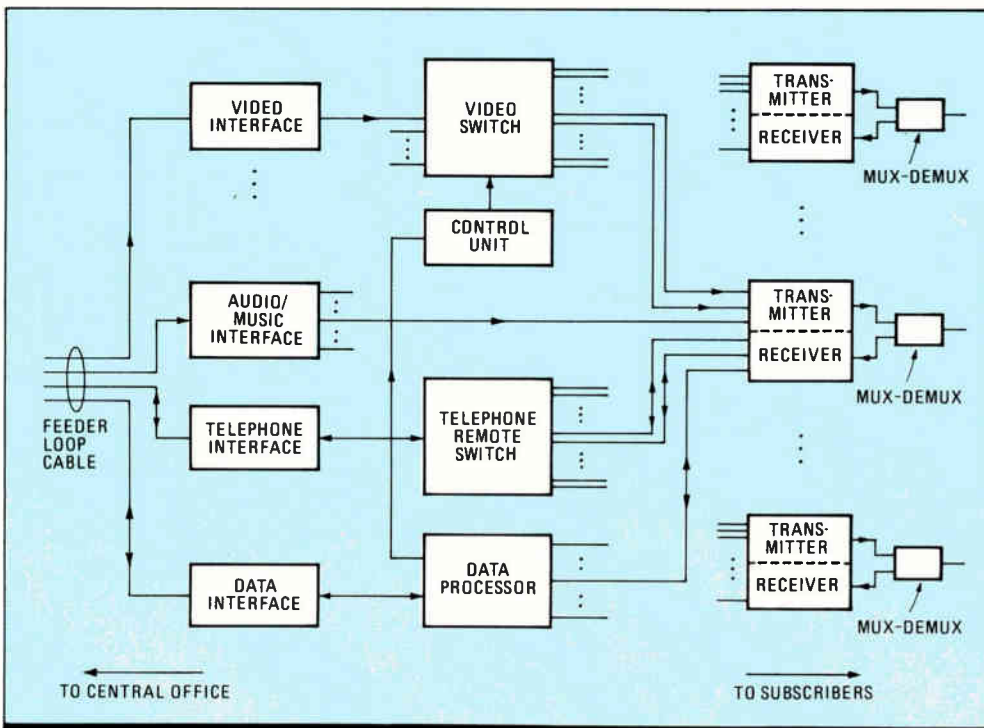 VIDEO
INTERFACE
VIDEO
SWITCH
TRANS-
MITTER
RECEIVER
MUX-DEMUX
CONTROL
UNIT
AUDIO/
MUSIC
INTERFACE
TRANS-
MITTER
RECEIVER
MUX-DEMUX
FEEDER
LOOP
CABLE
TELEPHONE
INTERFACE
TELEPHONE
REMOTE
SWITCH
DATA
INTERFACE
DATA
PROCESSOR
TRANS-
MITTER
RECEIVER
MUX-DEMUX
TO CENTRAL OFFICE
TO SUBSCRIBERS